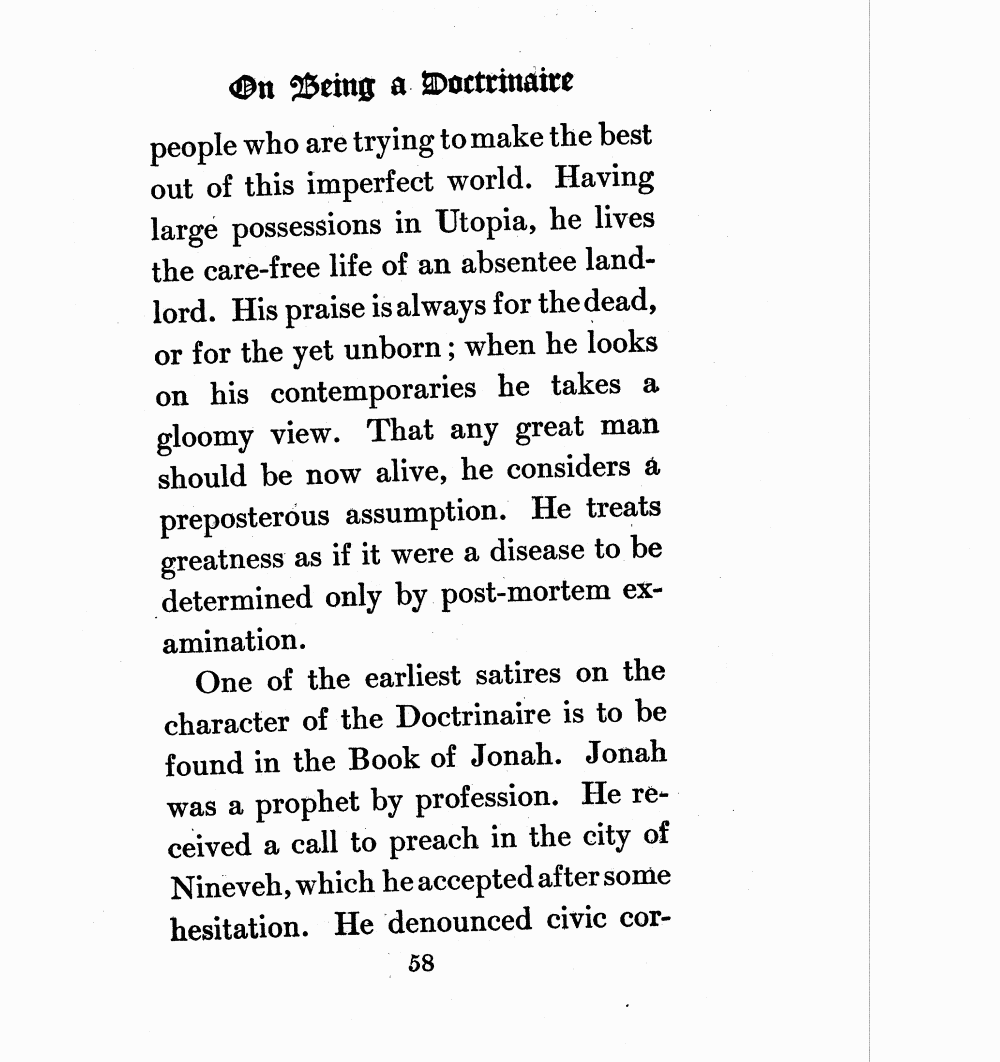 On Being a Doctrinaire
people who are trying to make the best
out of this imperfect world. Having
large possessions in Utopia, he lives
the care-free life of an absentee land-
lord. His praise is always for the dead,
or for the yet unborn; when he looks
on his contemporaries he takes a
gloomy view. That any great man
should be now alive, he considers a
preposterous assumption. He treats
greatness as if it were a disease to be
determined only by post-mortem ex-
amination.
One of the earliest satires on the
character of the Doctrinaire is to be
found in the Book of Jonah. Jonah
was a prophet by profession. He re-
ceived a call to preach in the city of
Nineveh, which he accepted after some
hesitation. He denounced civic cor-
58